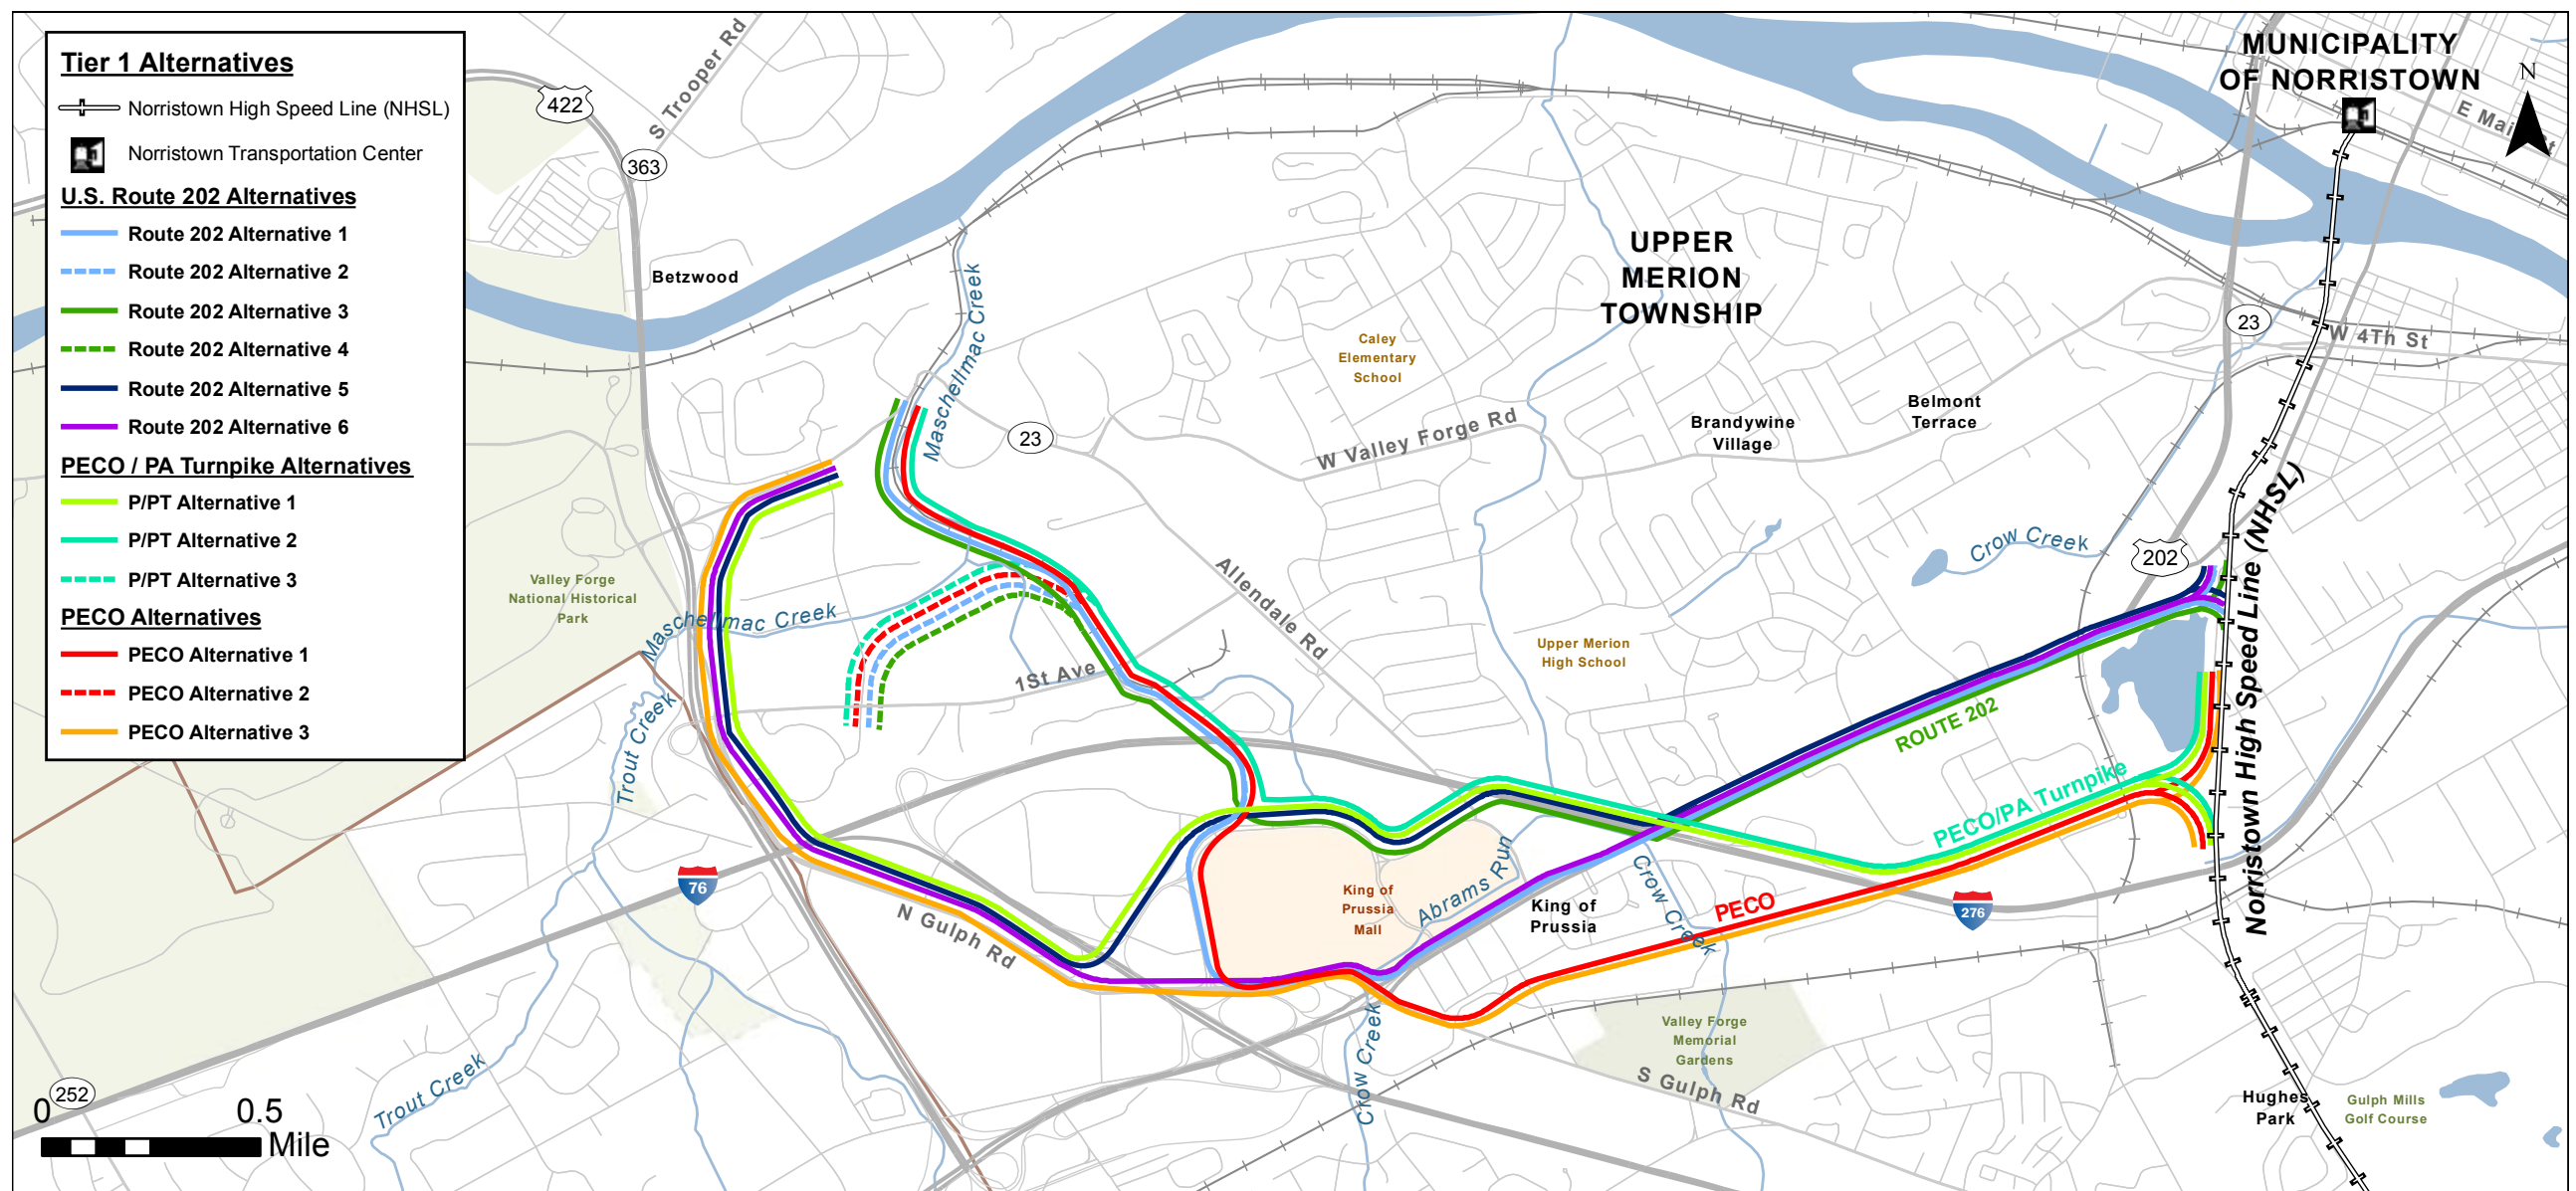 Tier 1 Alternatives
Norristown High Speed Line (NHSL)
Norristown Transportation Center
U.S. Route 202 Alternatives
Route 202 Alternative 1
Route 202 Alternative 2
Route 202 Alternative 3
Route 202 Alternative 4
Route 202 Alternative 5
Route 202 Alternative 6
PECO / PA Turnpike Alternatives
P/PT Alternative 1
P/PT Alternative 2
P/PT Alternative 3
PECO Alternatives
PECO Alternative 1
PECO Alternative 2
PECO Alternative 3
422
363
S Trooper Rd
Betzwood
MUNICIPALITY
OF NORRISTOWN
N
E Main St
UPPER
MERION
TOWNSHIP
Maschellmac Creek
Caley
Elementary
School
23
W 4Th St
23
W Valley Forge Rd
Brandywine
Village
Belmont
Terrace
Crow Creek
202
Norristown High Speed Line (NHSL)
Valley Forge
National Historical
Park
Maschellmac Creek
Allendale Rd
1St Ave
Upper Merion
High School
Trout Creek
ROUTE 202
PECO/PA Turnpike
76
N Gulph Rd
King of
Prussia
Mall
Abrams Run
King of
Prussia
Crow Creek
PECO
276
Valley Forge
Memorial
Gardens
Crow Creek
S Gulph Rd
Trout Creek
252
Hughes
Park
Gulph Mills
Golf Course
0
0.5
Mile